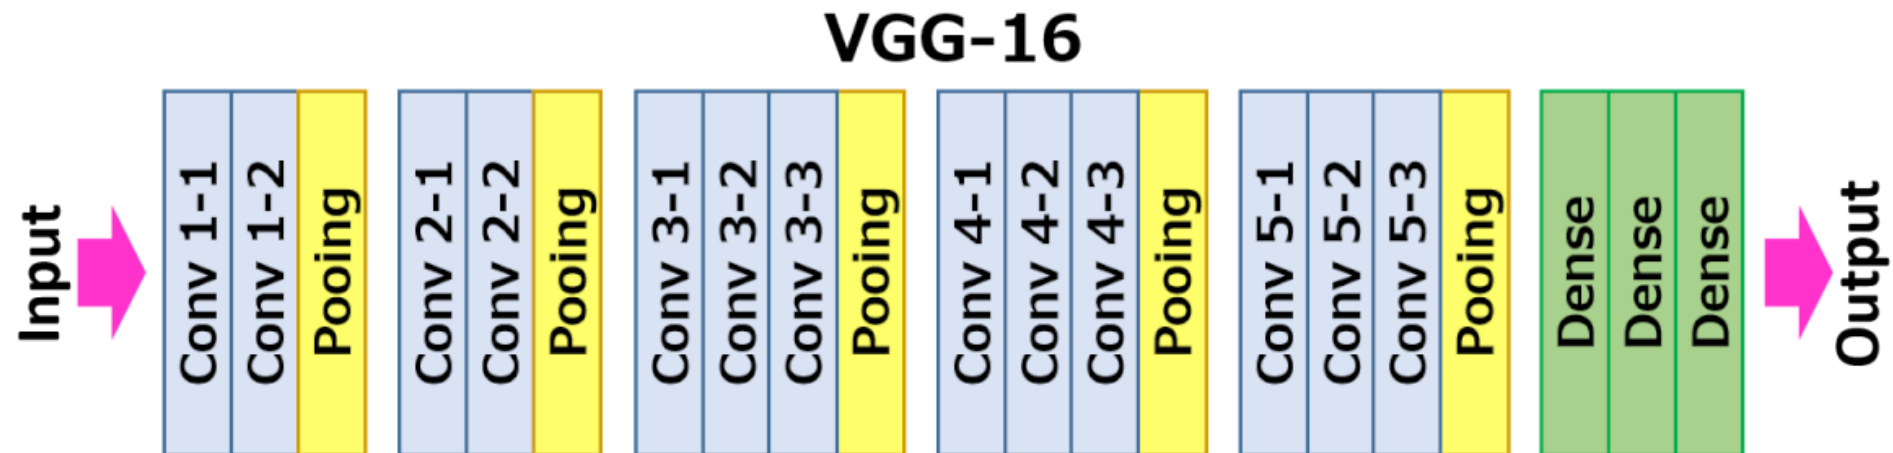 VGG-16
Input
Conv 1-1
Conv 1-2
Pooing
Conv 2-1
Conv 2-2
Pooing
Conv 3-1
Conv 3-2
Conv 3-3
Pooing
Conv 4-1
Conv 4-2
Conv 4-3
Pooing
Conv 5-1
Conv 5-2
Conv 5-3
Pooing
Dense
Dense
Dense
Output